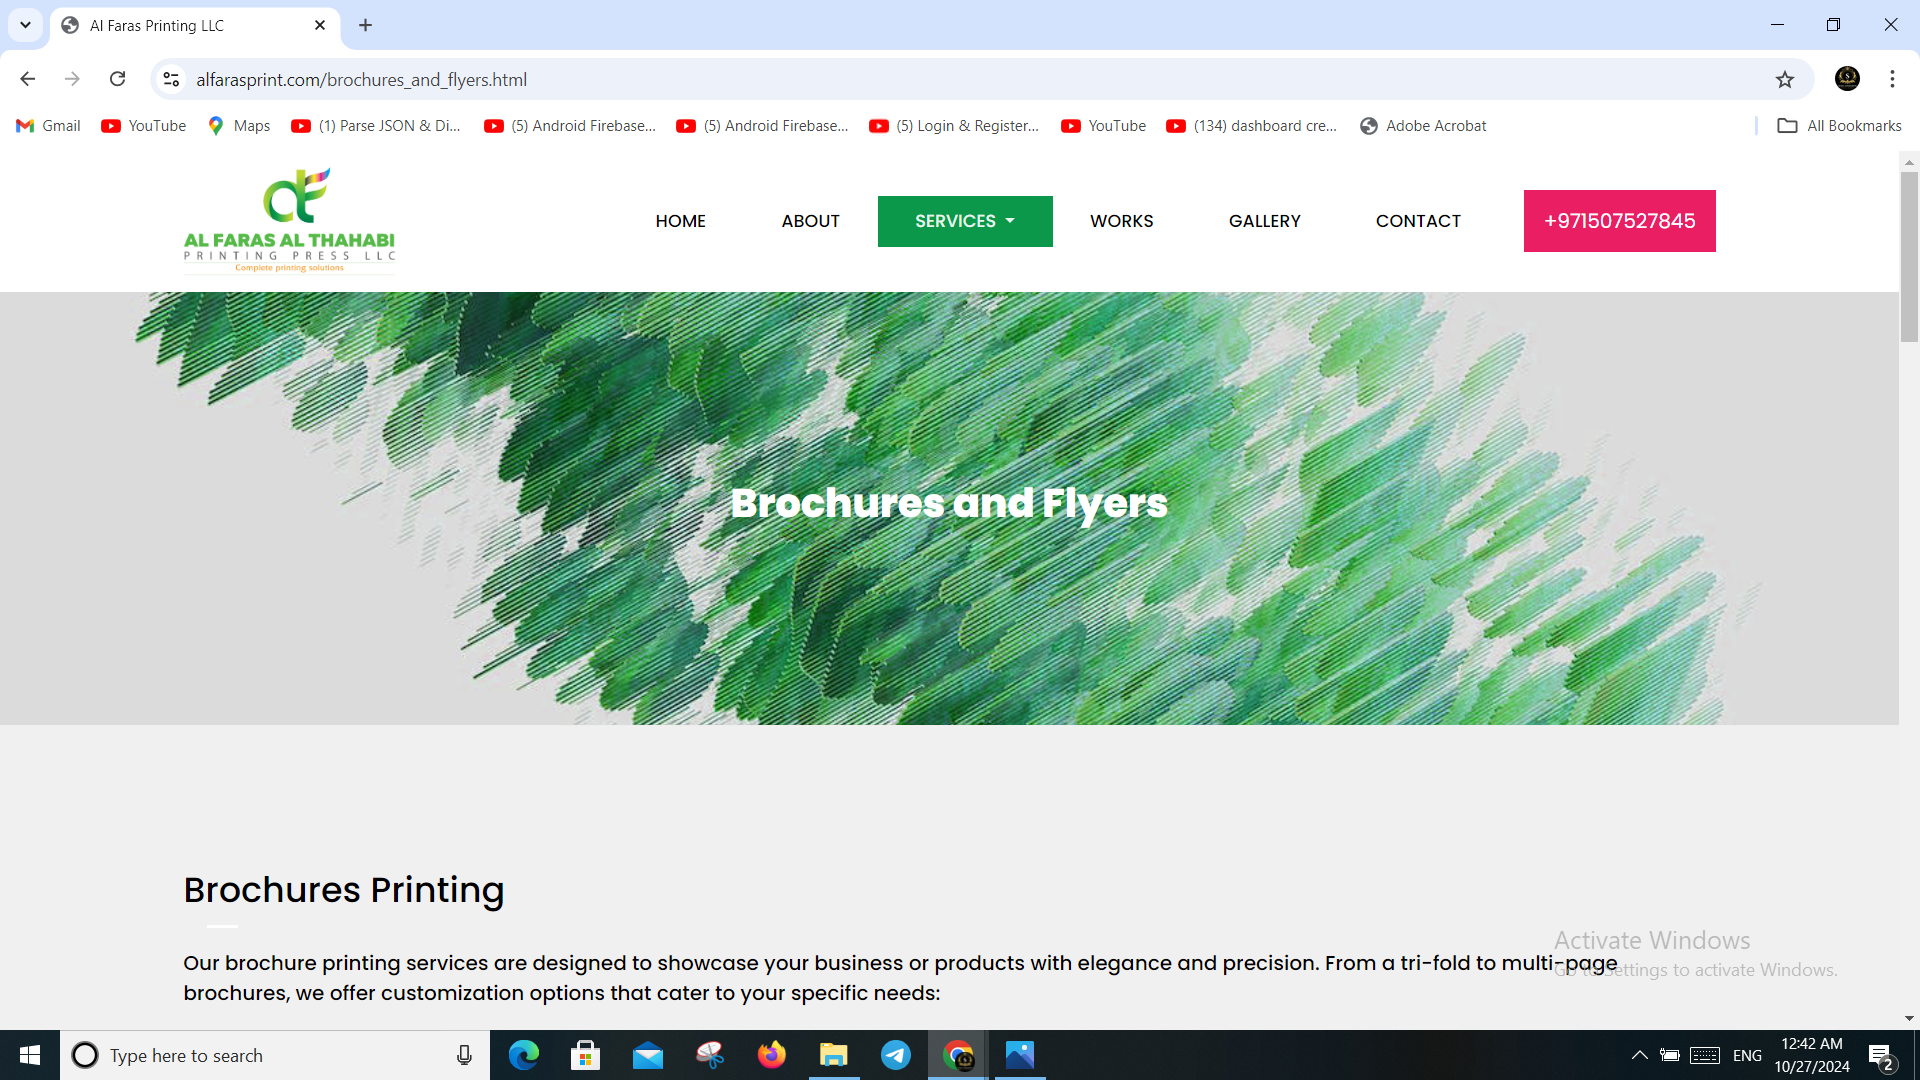 Al Faras Printing LLC
alfarasprint.com/brochures_and_flyers.html
Gmail
YouTube
Maps
(1) Parse JSON & Di...
(5) Android Firebase...
(5) Android Firebase...
(5) Login & Register...
YouTube
(134) dashboard cre...
Adobe Acrobat
All Bookmarks
AL FARAS AL THAHABI
PRINTING PRESS LLC
Complete printing solutions
HOME
ABOUT
SERVICES
WORKS
GALLERY
CONTACT
+971507527845
Brochures and Flyers
Brochures Printing
Our brochure printing services are designed to showcase your business or products with elegance and precision. From a tri-fold to multi-page
brochures, we offer customization options that cater to your specific needs:
Activate Windows
Go to Settings to activate Windows.
Type here to search
ENG
12:42 AM
10/27/2024
2